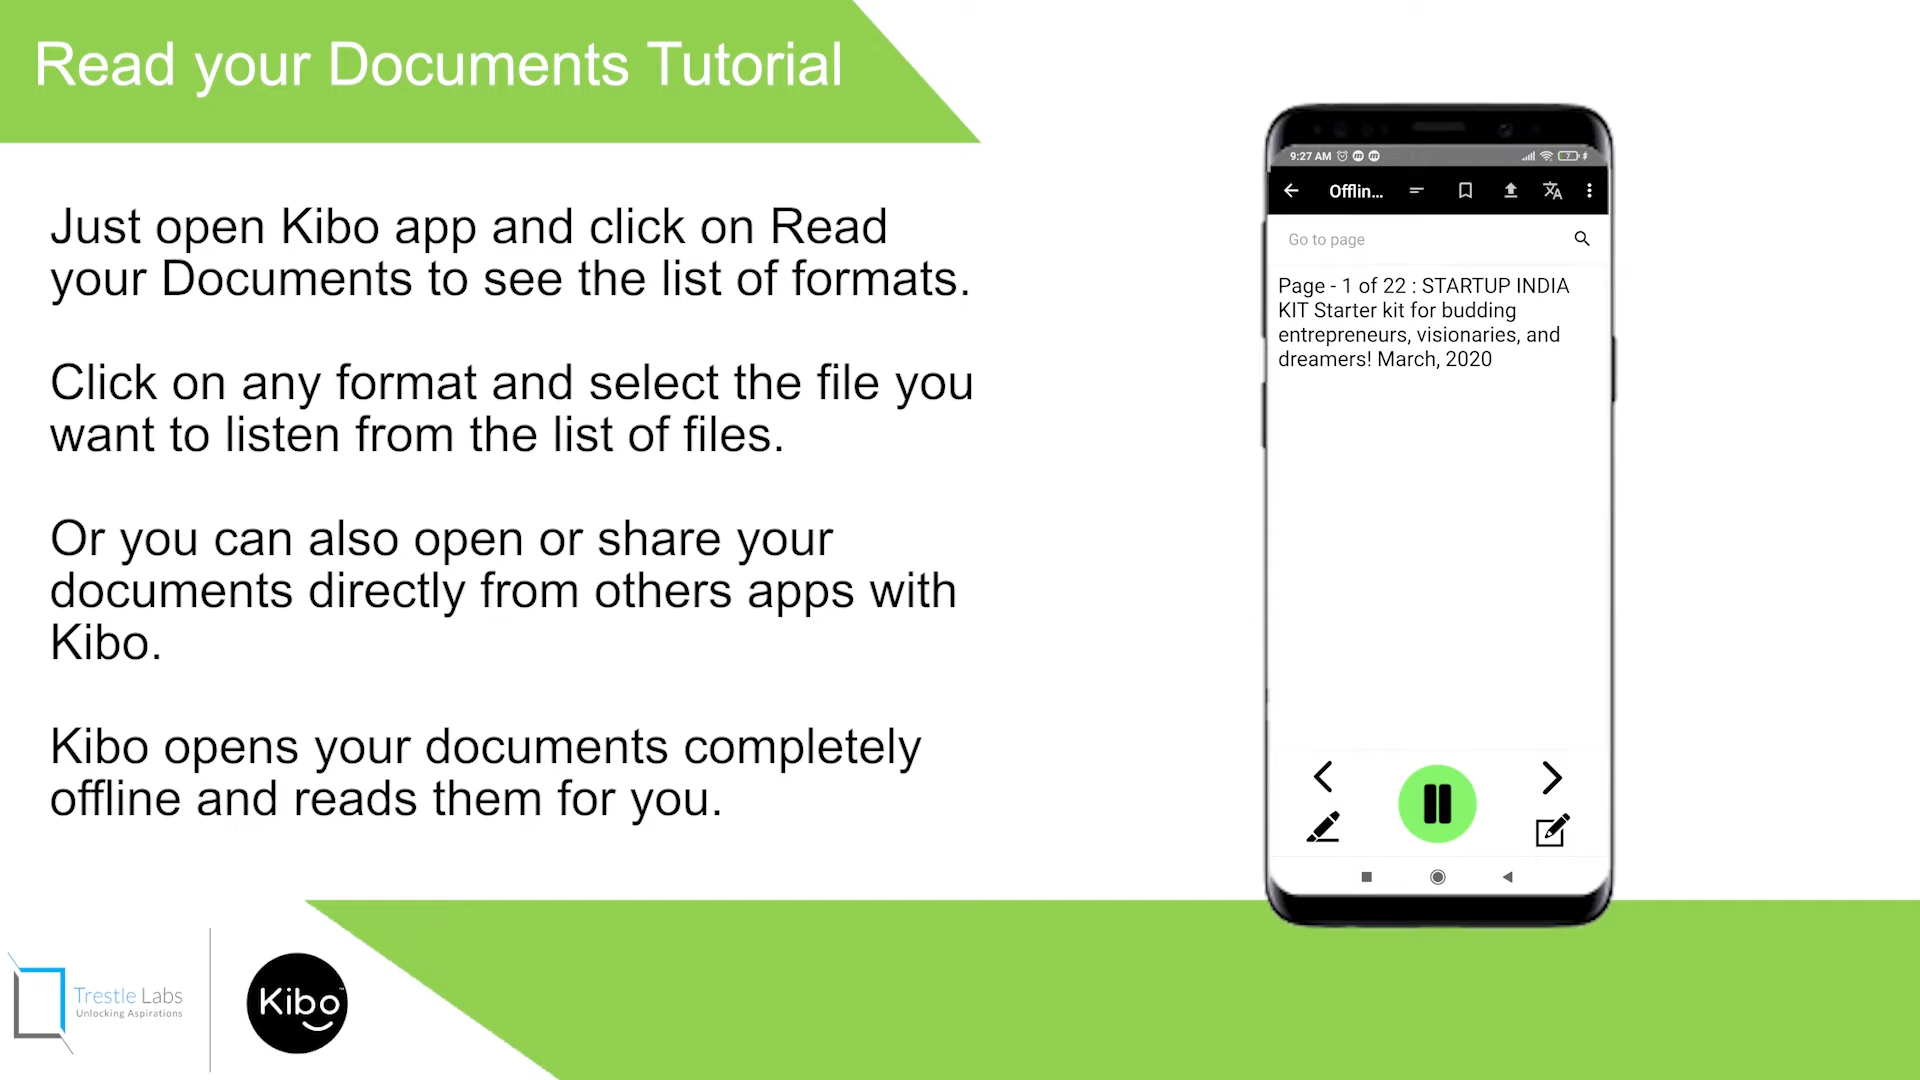 Read your Documents Tutorial
Just open Kibo app and click on Read
your Documents to see the list of formats.
Click on any format and select the file you
want to listen from the list of files.
Or you can also open or share your
documents directly from others apps with
Kibo.
Kibo opens your documents completely
offline and reads them for you.
9:27 AM
7
Offlin...
Go to page
Page - 1 of 22 : STARTUP INDIA
KIT Starter kit for budding
entrepreneurs, visionaries, and
dreamers! March, 2020
Trestle Labs
Unlocking Aspirations
Kibo